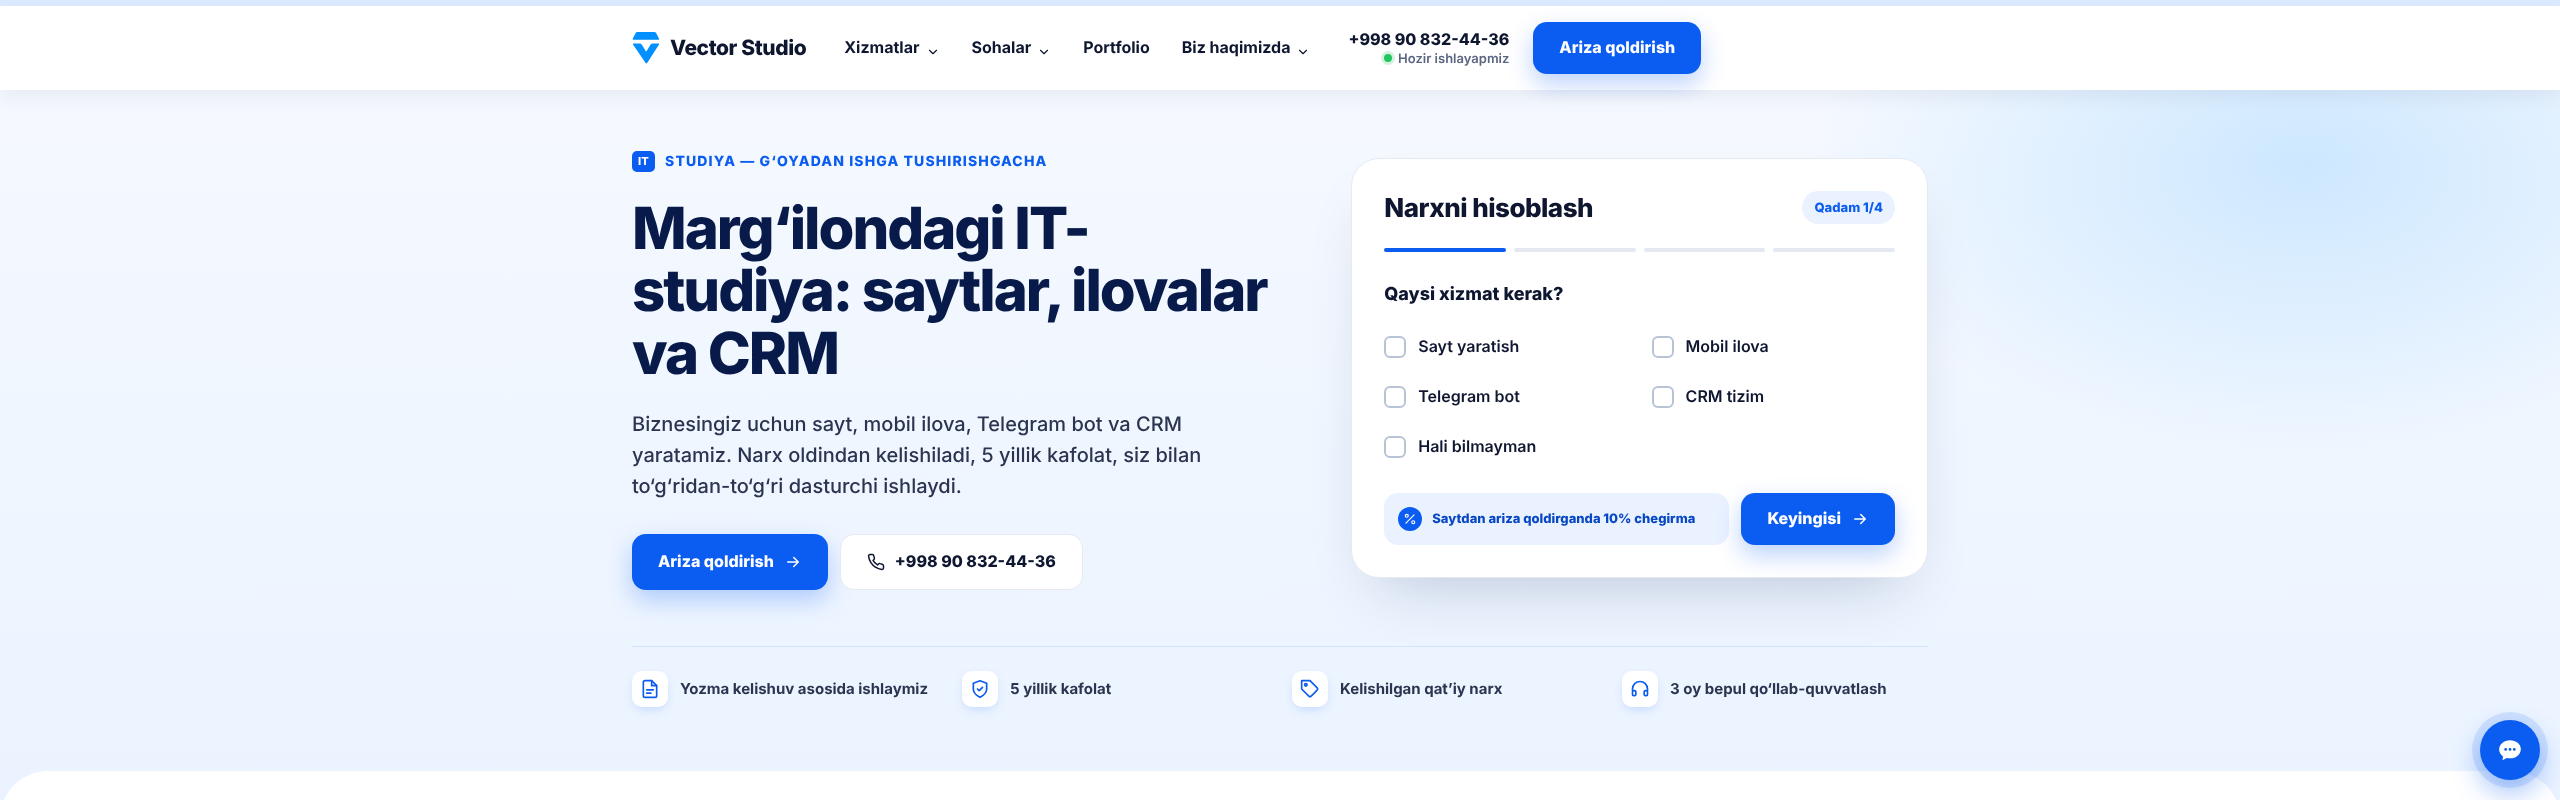 Vector Studio
Xizmatlar
Sohalar
Portfolio
Biz haqimizda
+998 90 832-44-36
Hozir ishlayapmiz
Ariza qoldirish
IT STUDIYA — G‘OYADAN ISHGA TUSHIRISHGACHA
Marg‘ilondagi IT-
studiya: saytlar, ilovalar
va CRM
Biznesingiz uchun sayt, mobil ilova, Telegram bot va CRM
yaratamiz. Narx oldindan kelishiladi, 5 yillik kafolat, siz bilan
to‘g‘ridan-to‘g‘ri dasturchi ishlaydi.
Ariza qoldirish
+998 90 832-44-36
Narxni hisoblash
Qadam 1/4
Qaysi xizmat kerak?
Sayt yaratish
Mobil ilova
Telegram bot
CRM tizim
Hali bilmayman
Saytdan ariza qoldirganda 10% chegirma
Keyingisi
Yozma kelishuv asosida ishlaymiz
5 yillik kafolat
Kelishilgan qat’iy narx
3 oy bepul qo‘llab-quvvatlash